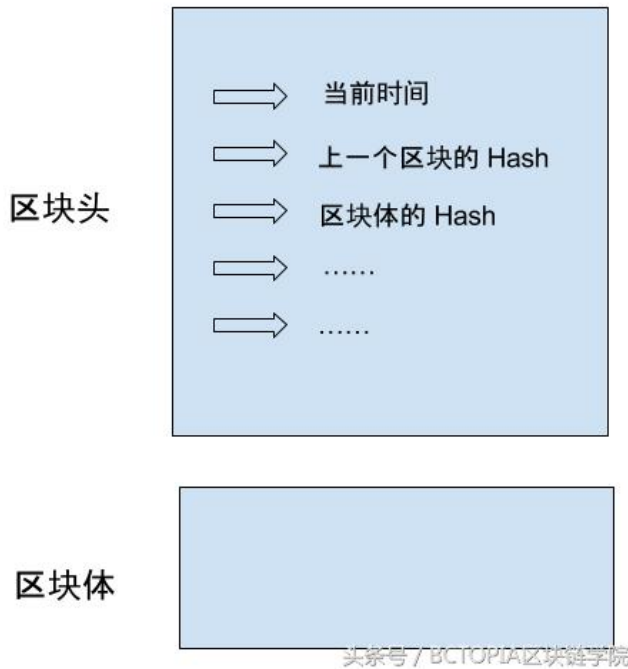 当前时间
上一个区块的 Hash
区块头
区块体的 Hash
……
……
区块体
头条号 / BCTOPIA区块链学院